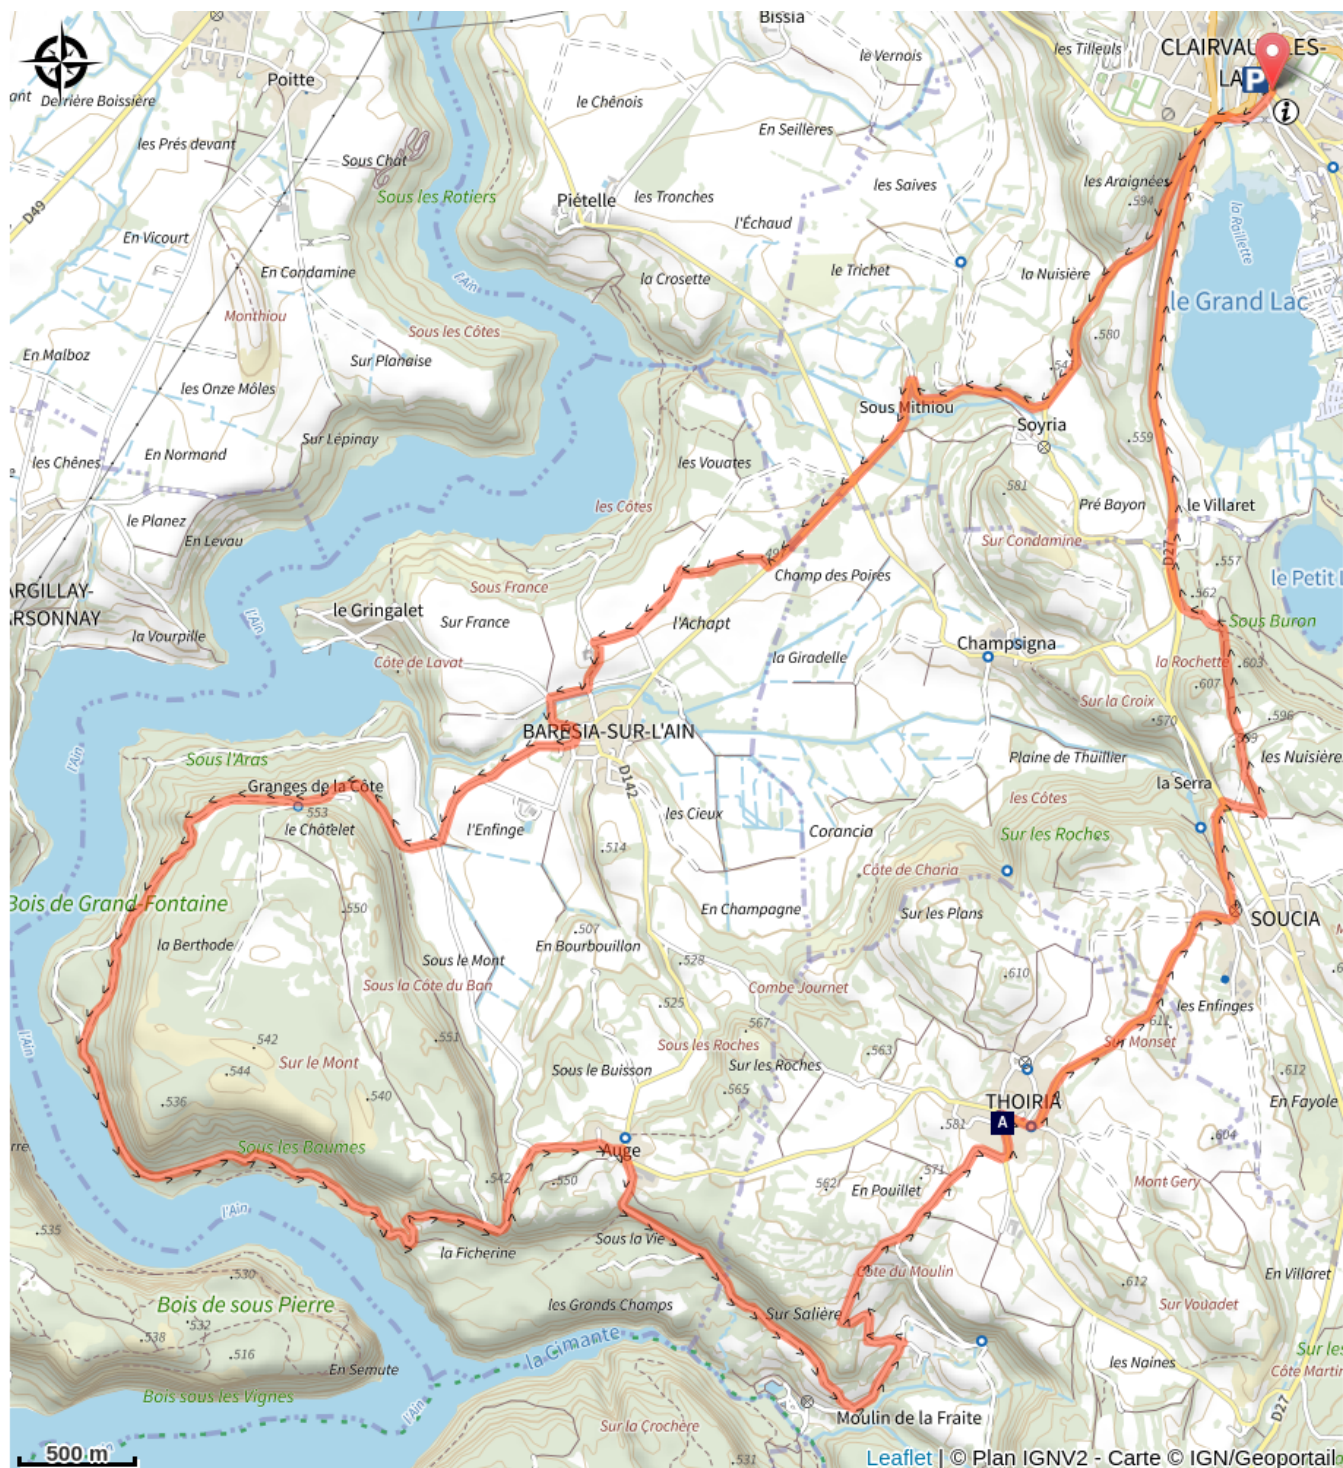 Bissia
les Tilleuls
CLAIRVAU
LES-
LA
P
i
le Vernois
Poitte
ant
Derrière Boissière
le Chênois
En Seillères
les Prés devant
Sous Chat
Sous les Rotiers
Piételle
les Tronches
les Saives
les Araignées
.594
la Raillette
D49
En Vicourt
l'Échaud
En Condamine
l'Ain
la Crosette
le Trichet
la Nuisière
le Grand Lac
Monthiou
Sous les Côtes
.580
En Malboz
Sur Planaise
les Onze Môles
Sous Mithiou
Soyria
Sur Lépinay
.559
les Chênes
En Normand
les Vouates
.581
Pré Bayon
le Villaret
les Côtes
le Planez
En Levau
Sur Condamine
D27
.557
Champ des Poires
le Petit
ARGILLAY-
ARSONNAY
Sous France
.562
le Gringalet
Sur France
l'Achapt
Sous Buron
l'Ain
la Vourpille
Champsigna
Côte de Lavat
la Giradelle
la Rochette
.603
.607
Sur la Croix
.596
.570
BARÉSIA-SUR-L'AIN
l'Ain
Sous l'Aras
Plaine de Thuillier
les Nuisière
D142
la Serra
Granges de la Côte
553
les Côtes
les Cieux
le Châtelet
l'Enfinge
Corancia
Sur les Roches
.514
Côte de Charia
Bois de Grand-Fontaine
.550
En Champagne
Sur les Plans
SOUCIA
la Berthode
.507
En Bourbouillon
Sous le Mont
.528
.610
Sous la Côte du Ban
Combe Journet
.525
les Enfinges
l'Ain
.542
.551
.567
611
Sur Monset
Sur le Mont
Sous les Roches
.563
.544
Sous le Buisson
Sur les Roches
.612
.540
.565
.536
THOIRIA
En Fayole
A
.581
Sous les Baumes
Auge
.604
.542
.550
.571
.562
En Pouillet
Mont Gery
l'Ain
.535
Sous la Vie
la Ficherine
Côte du Moulin
.530
.612
En Villaret
Bois de sous Pierre
les Gronds Champs
Sur Salière
Sur Vouadet
.532
.538
la Cimante
.516
En Semute
les Naines
Sur les
Côte Martin
Bois sous les Vignes
l'Ain
Moulin de la Fraite
D27
Sur la Crochère
.531
500 m
Leaflet | © Plan IGNV2 - Carte © IGN/Geoportail